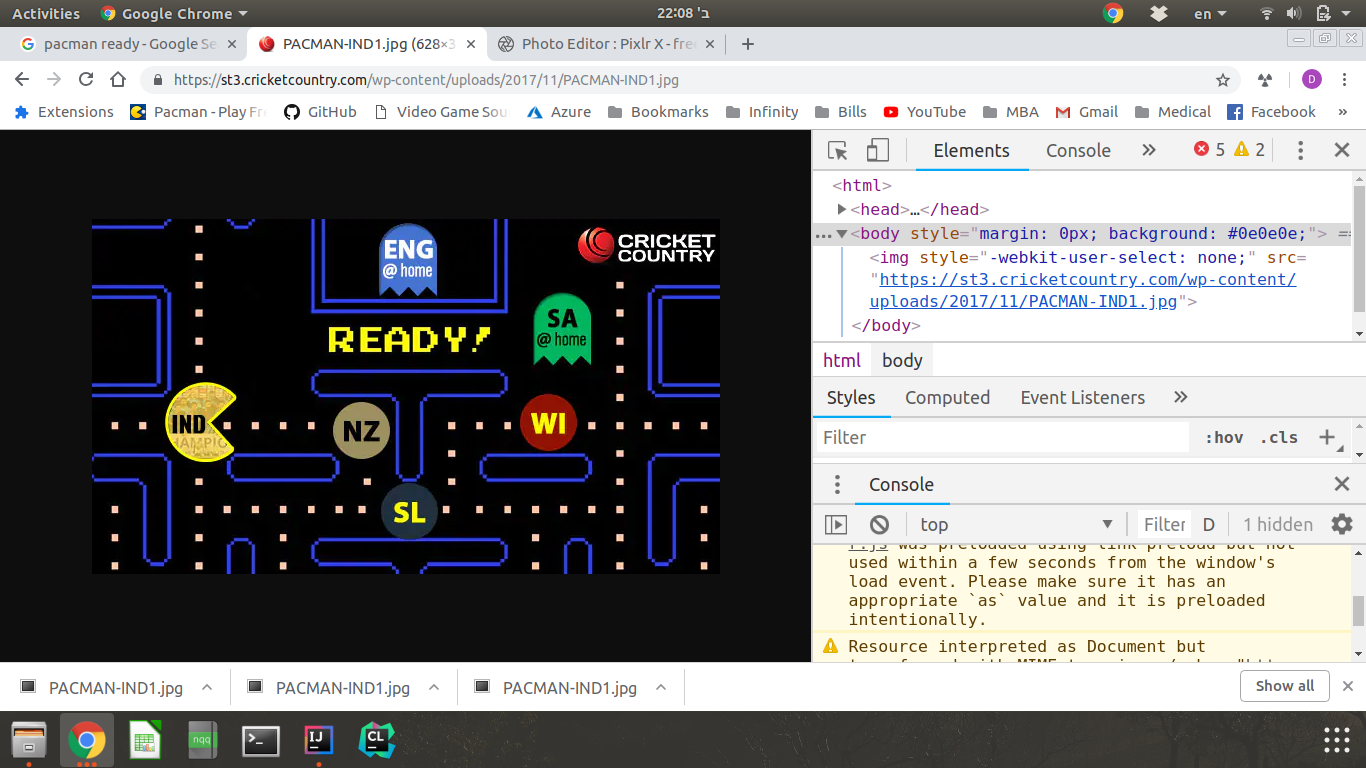 Activities Google Chrome ב' 22:08 en
pacman ready - Google Se
PACMAN-IND1.jpg (628×3
Photo Editor : Pixlr X - free
https://st3.cricketcountry.com/wp-content/uploads/2017/11/PACMAN-IND1.jpg D
Extensions Pacman - Play Fr GitHub Video Game Sou Azure Bookmarks Infinity Bills YouTube MBA Gmail Medical Facebook »
ENG
@ home
CRICKET
COUNTRY
READY!
SA
@ home
IND
CHAMPIO
NZ
WI
SL
Elements Console » 5 2
<html>
<head>…</head>
…<body style="margin: 0px; background: #0e0e0e;"> ==
<img style="-webkit-user-select: none;" src=
"https://st3.cricketcountry.com/wp-content/
uploads/2017/11/PACMAN-IND1.jpg">
</body>
html body
Styles Computed Event Listeners »
Filter :hov .cls +
Console
top Filter D 1 hidden
r.js was preloaded using link preload but not
used within a few seconds from the window's
load event. Please make sure it has an
appropriate `as` value and it is preloaded
intentionally.
Resource interpreted as Document but
PACMAN-IND1.jpg PACMAN-IND1.jpg PACMAN-IND1.jpg Show all
nqq >_ IJ CL